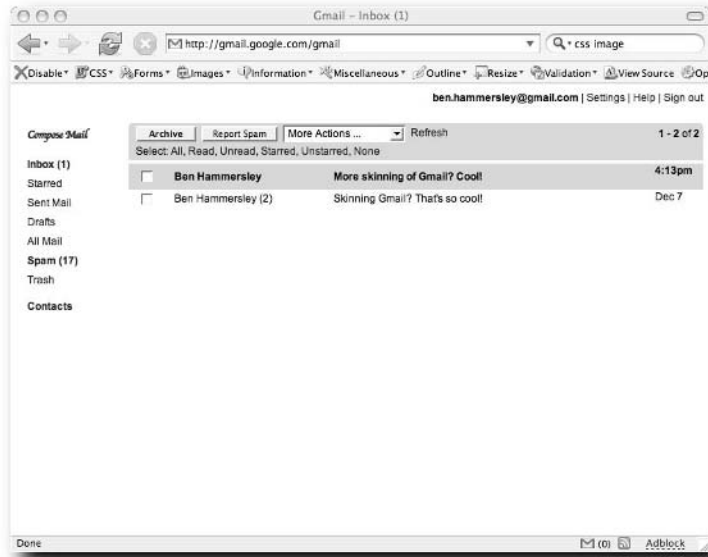 Gmail – Inbox (1)
http://gmail.google.com/gmail
css image
Disable CSS Forms Images Information Miscellaneous Outline Resize Validation View Source Op
ben.hammersley@gmail.com | Settings | Help | Sign out
Compose Mail
Archive Report Spam More Actions ... Refresh 1 - 2 of 2
Select: All, Read, Unread, Starred, Unstarred, None
Inbox (1)
Starred
Sent Mail
Drafts
All Mail
Spam (17)
Trash
Contacts
Ben Hammersley More skinning of Gmail? Cool! 4:13pm
Ben Hammersley (2) Skinning Gmail? That's so cool! Dec 7
Done (0) Adblock